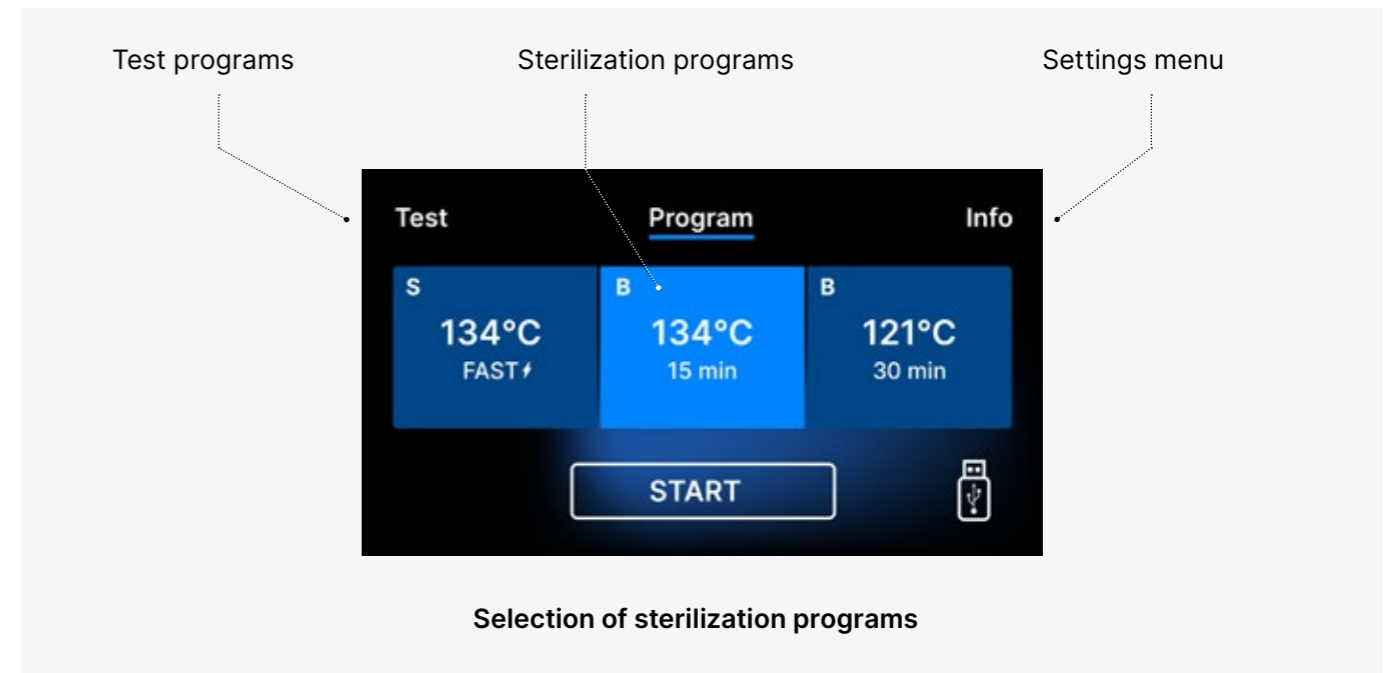 Test programs Sterilization programs Settings menu
Test Program Info
S B B
134°C 134°C 121°C
FAST 15 min 30 min
START
Selection of sterilization programs